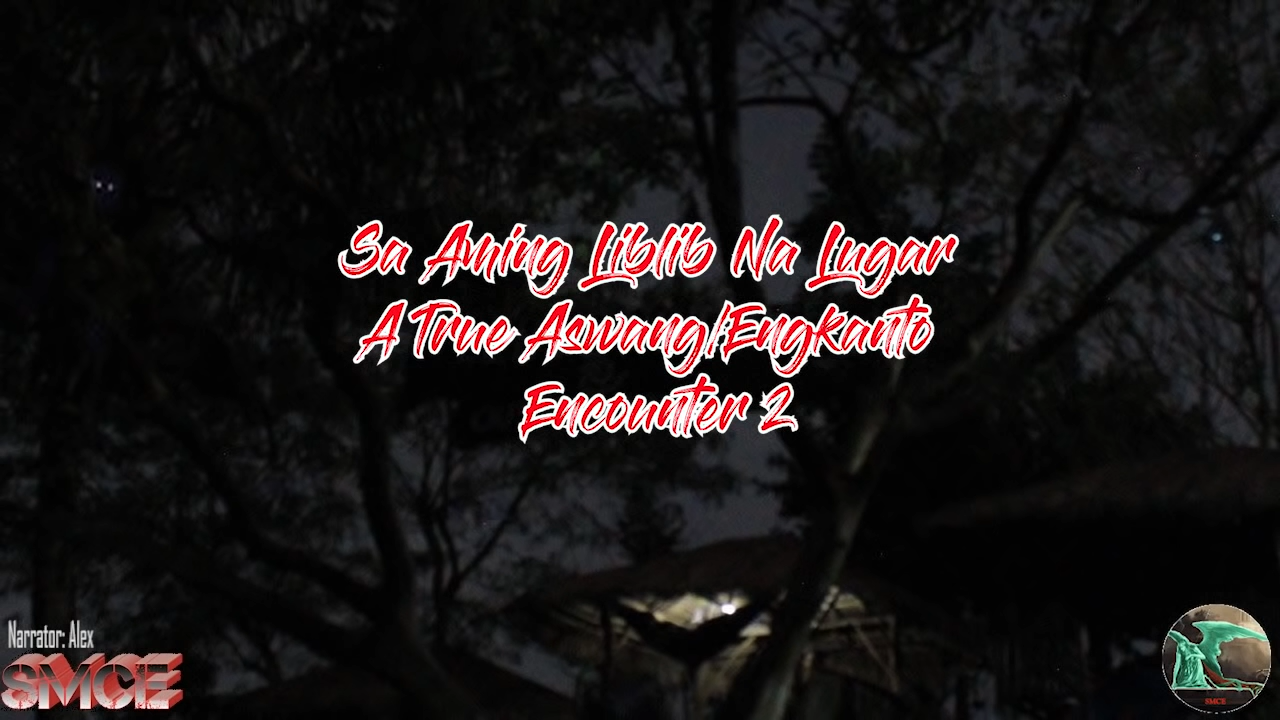 Sa Aming Liblib Na Lugar
A True Aswang/Engkanto
Encounter 2
Narrator: Alex
SMCE
SMCE